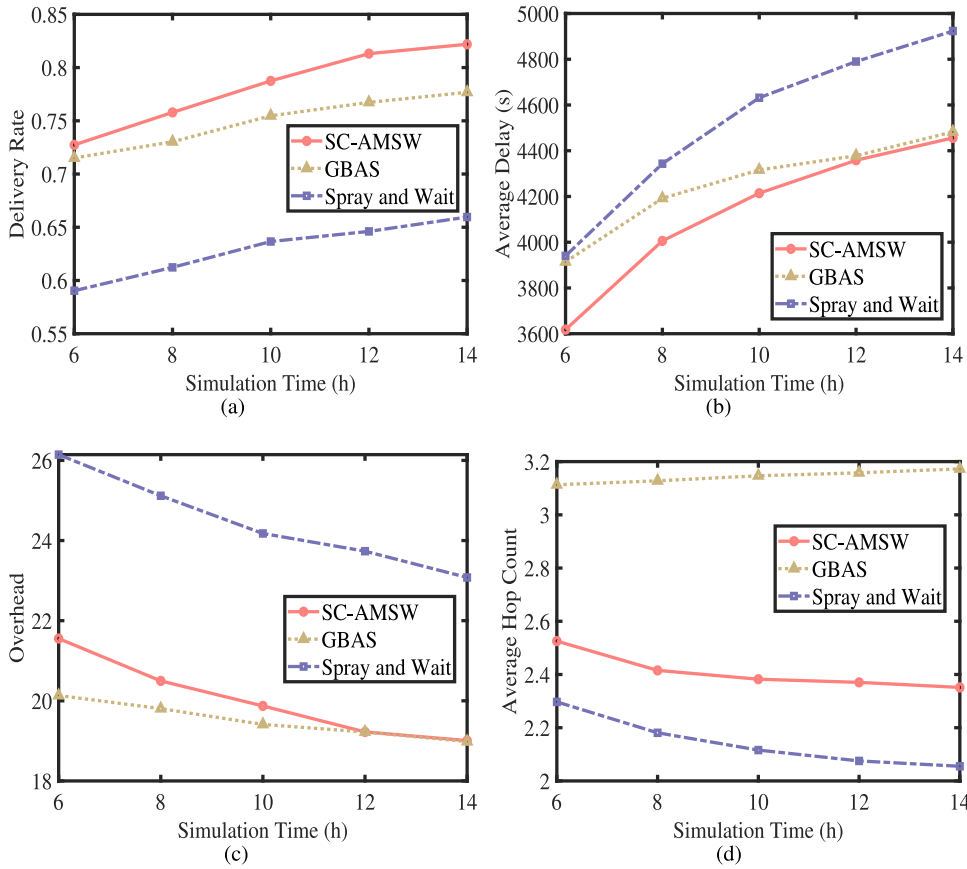 0.85
0.8
0.75
0.7
0.65
0.6
0.55
Delivery Rate
SC-AMSW
GBAS
Spray and Wait
6 8 10 12 14
Simulation Time (h)
(a)
5000
4800
4600
4400
4200
4000
3800
3600
Average Delay (s)
SC-AMSW
GBAS
Spray and Wait
6 8 10 12 14
Simulation Time (h)
(b)
26
24
22
20
18
Overhead
SC-AMSW
GBAS
Spray and Wait
6 8 10 12 14
Simulation Time (h)
(c)
3.2
3
2.8
2.6
2.4
2.2
2
Average Hop Count
SC-AMSW
GBAS
Spray and Wait
6 8 10 12 14
Simulation Time (h)
(d)